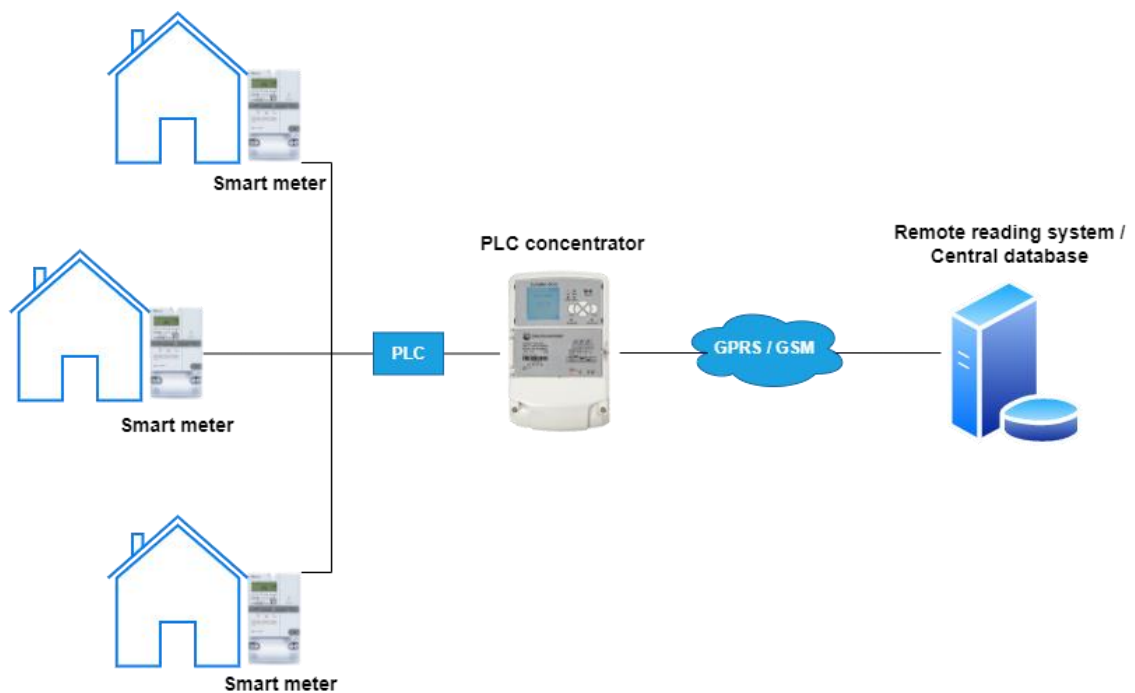 Smart meter
PLC concentrator
Remote reading system /
Central database
PLC
GPRS / GSM
Smart meter
Smart meter